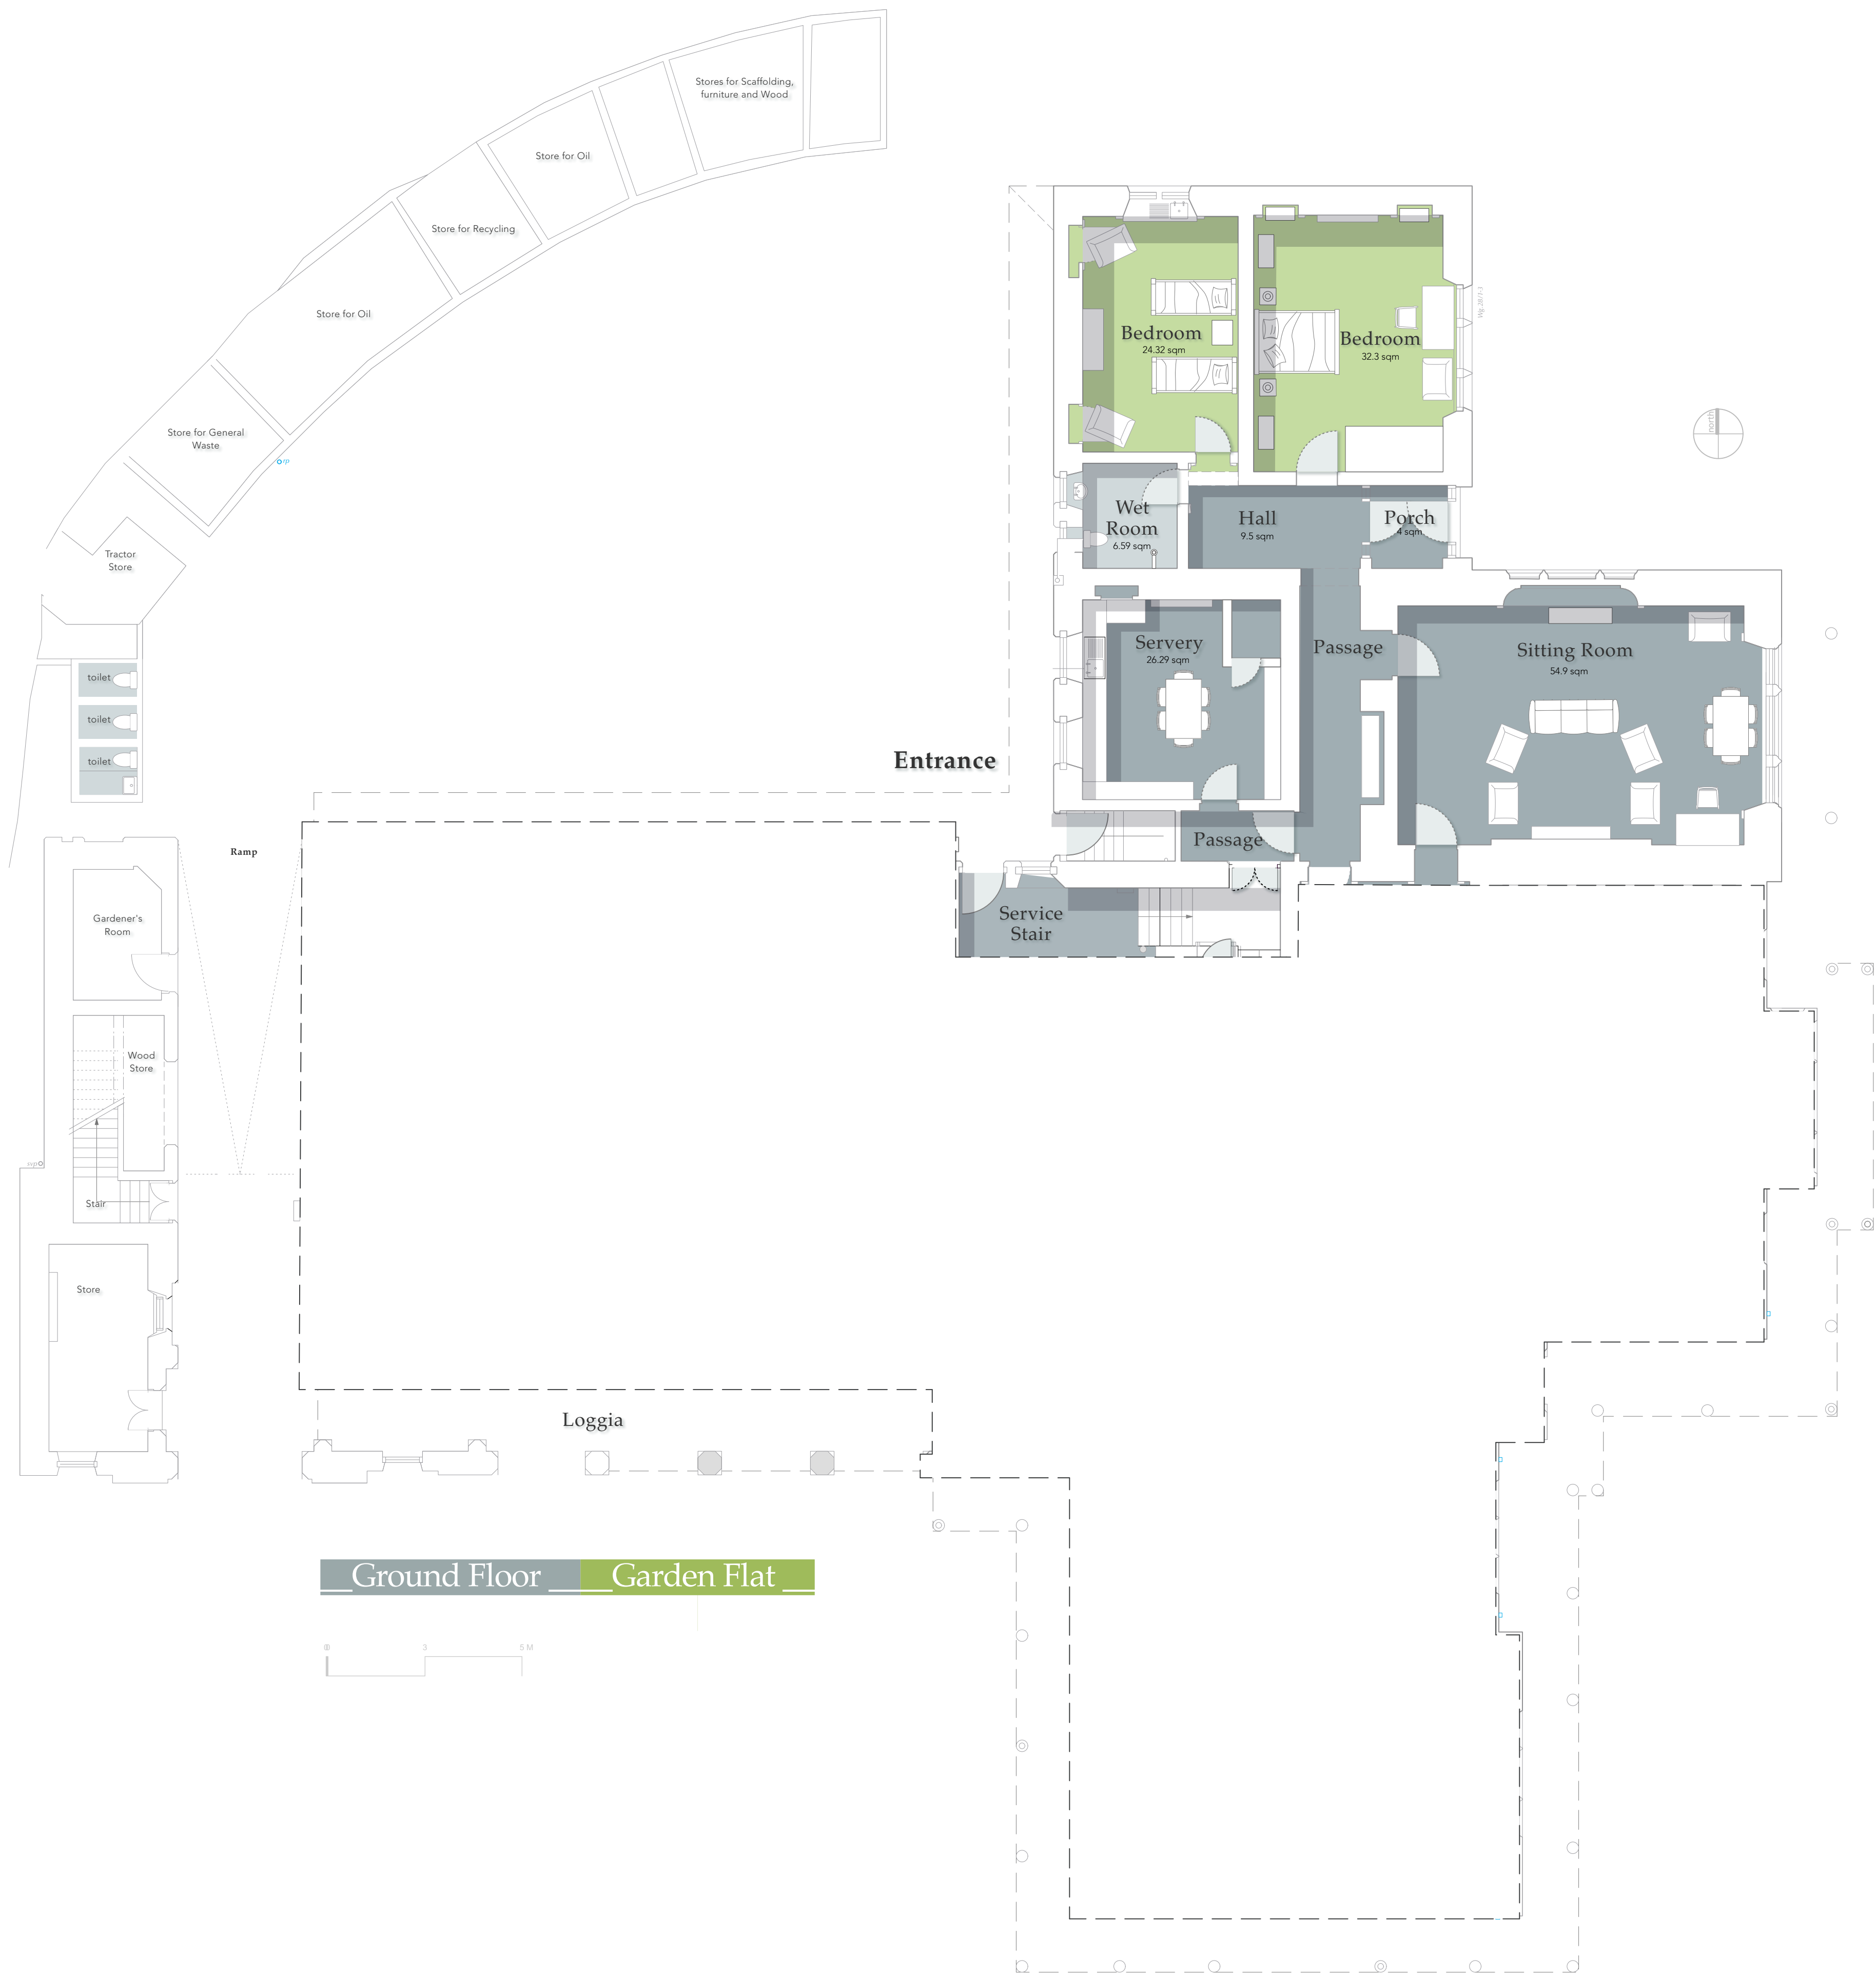 Stores for Scaffolding,
furniture and Wood
Store for Oil
Store for Recycling
Store for Oil
Store for General
Waste
rp
Tractor
Store
toilet
toilet
toilet
Bedroom
24.32 sqm
Bedroom
32.3 sqm
north
Wet
Room
6.59 sqm
Hall
9.5 sqm
Porch
4 sqm
Servery
26.29 sqm
Passage
Sitting Room
54.9 sqm
Entrance
Ramp
Passage
Service
Stair
Gardener's
Room
Wood
Store
Stair
Store
Loggia
Ground Floor
Garden Flat
3
5 M